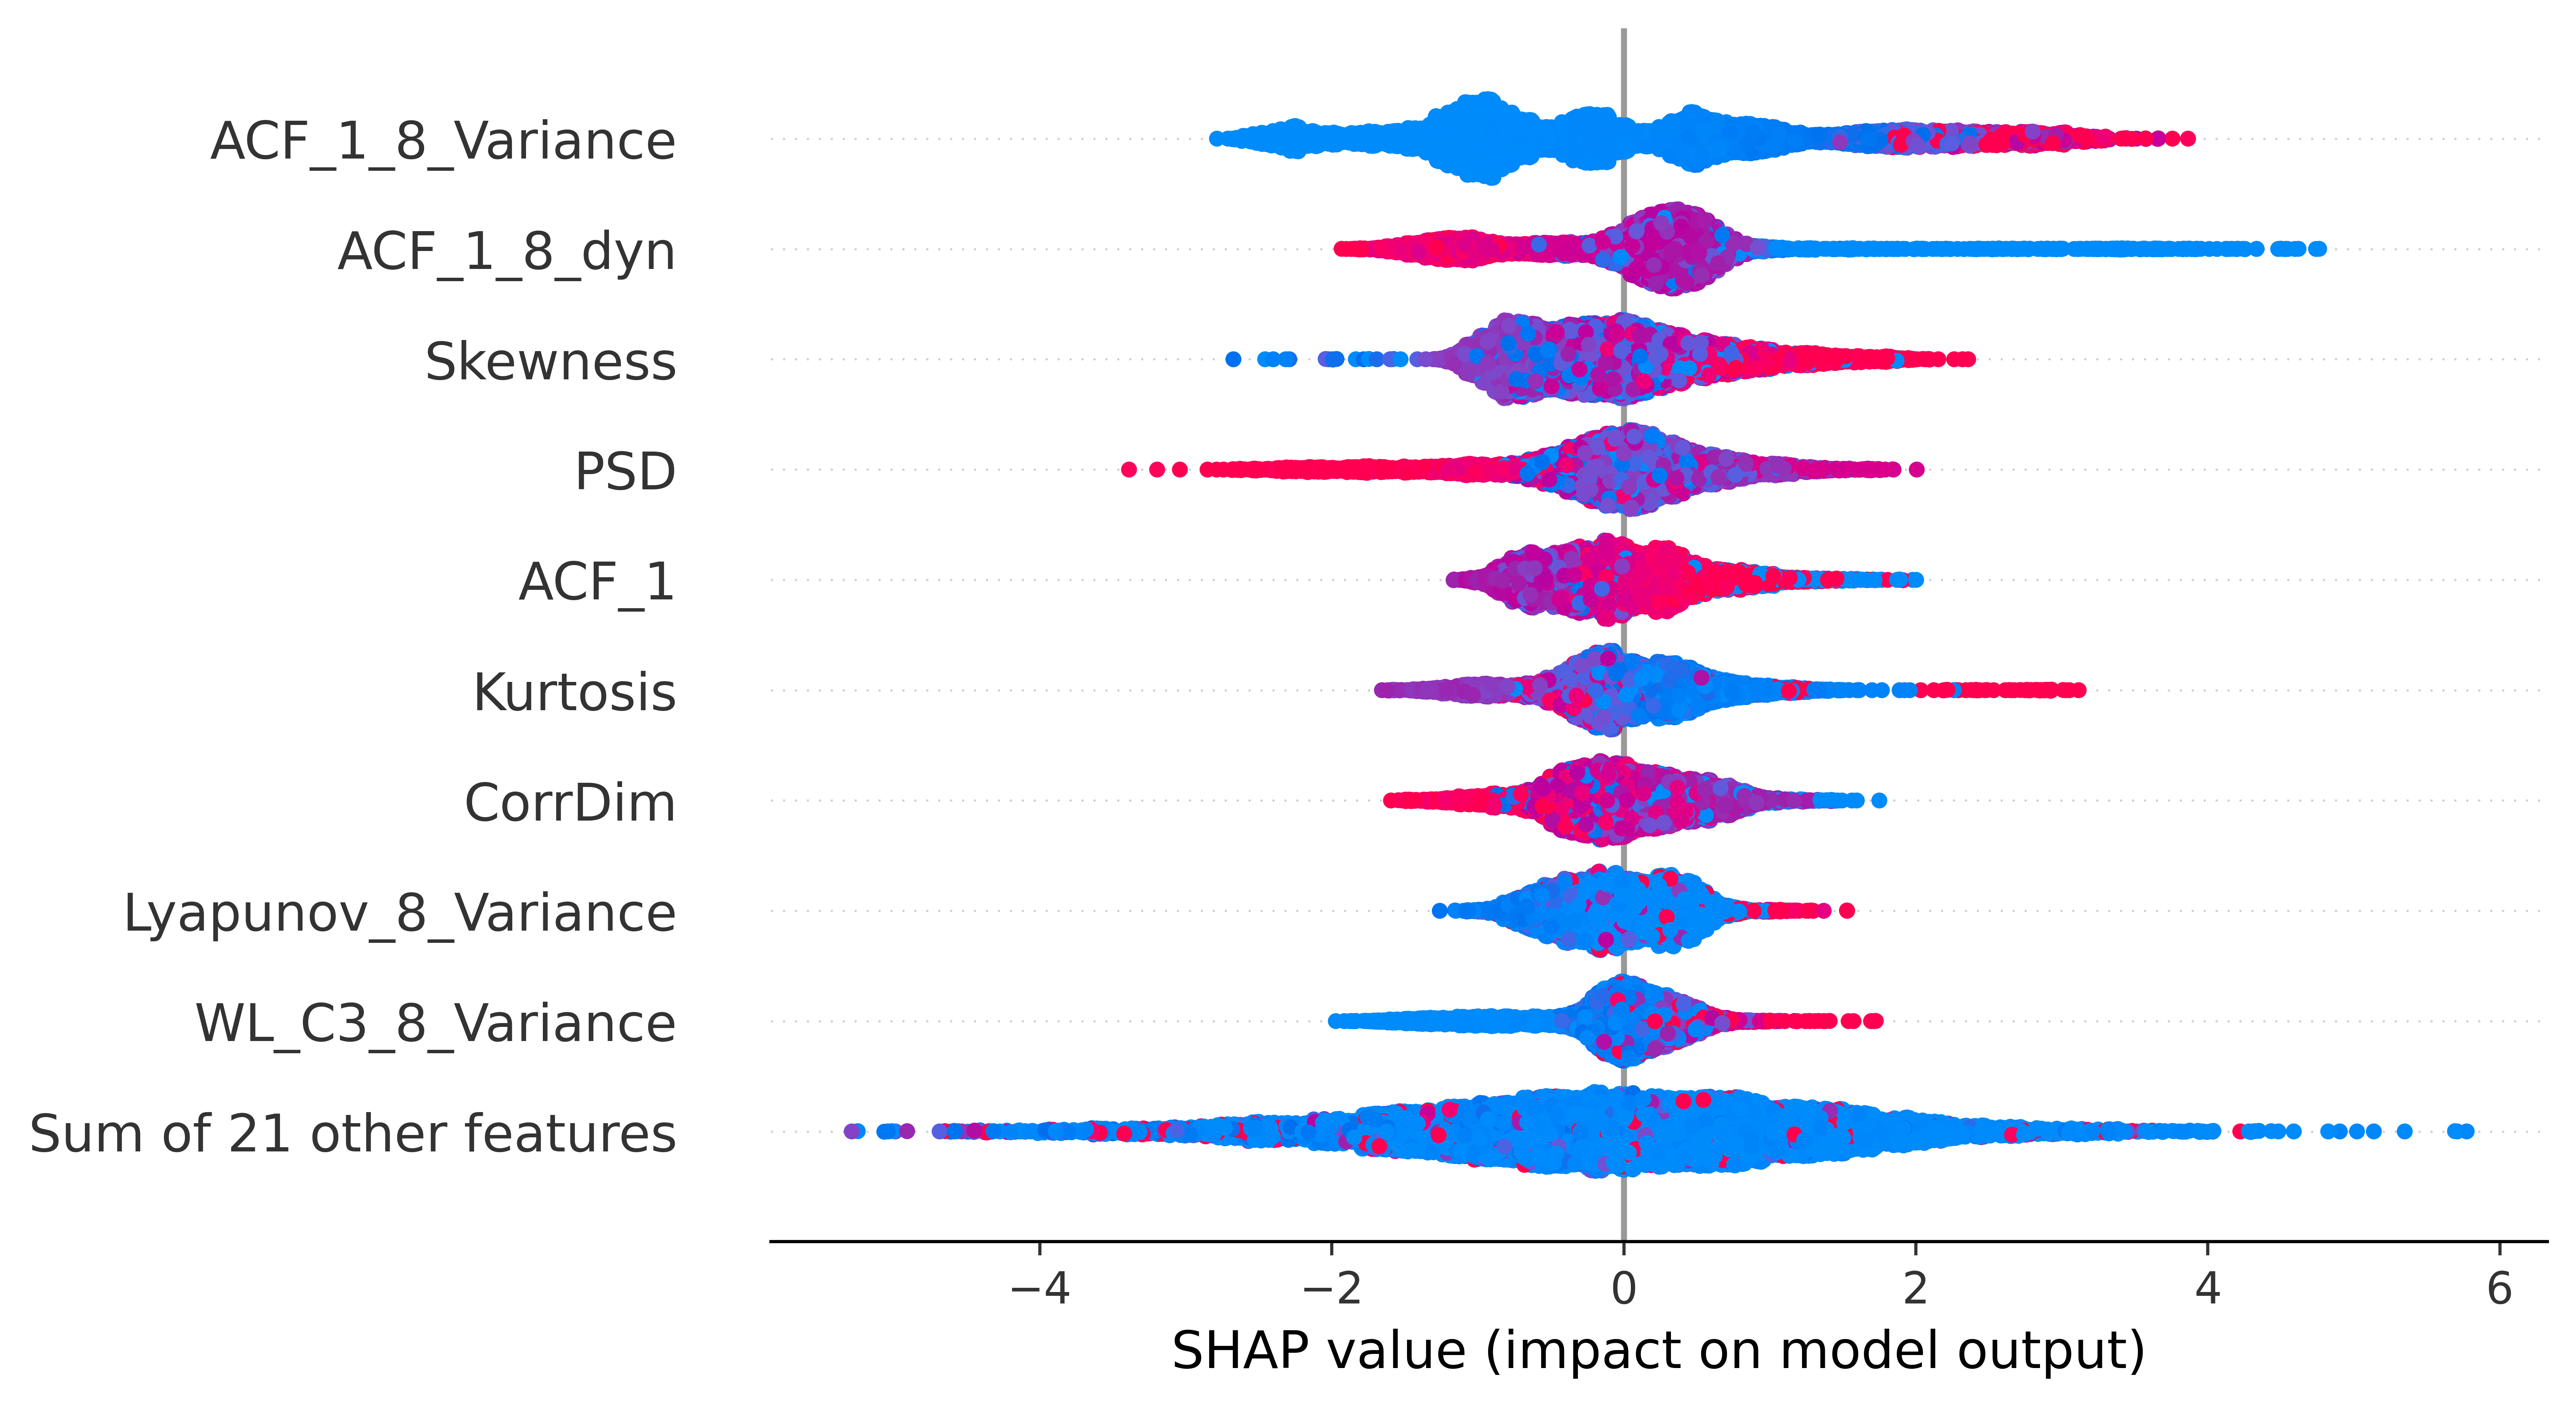 ACF_1_8_Variance
ACF_1_8_dyn
Skewness
PSD
ACF_1
Kurtosis
CorrDim
Lyapunov_8_Variance
WL_C3_8_Variance
Sum of 21 other features
−4 −2 0 2 4 6
SHAP value (impact on model output)